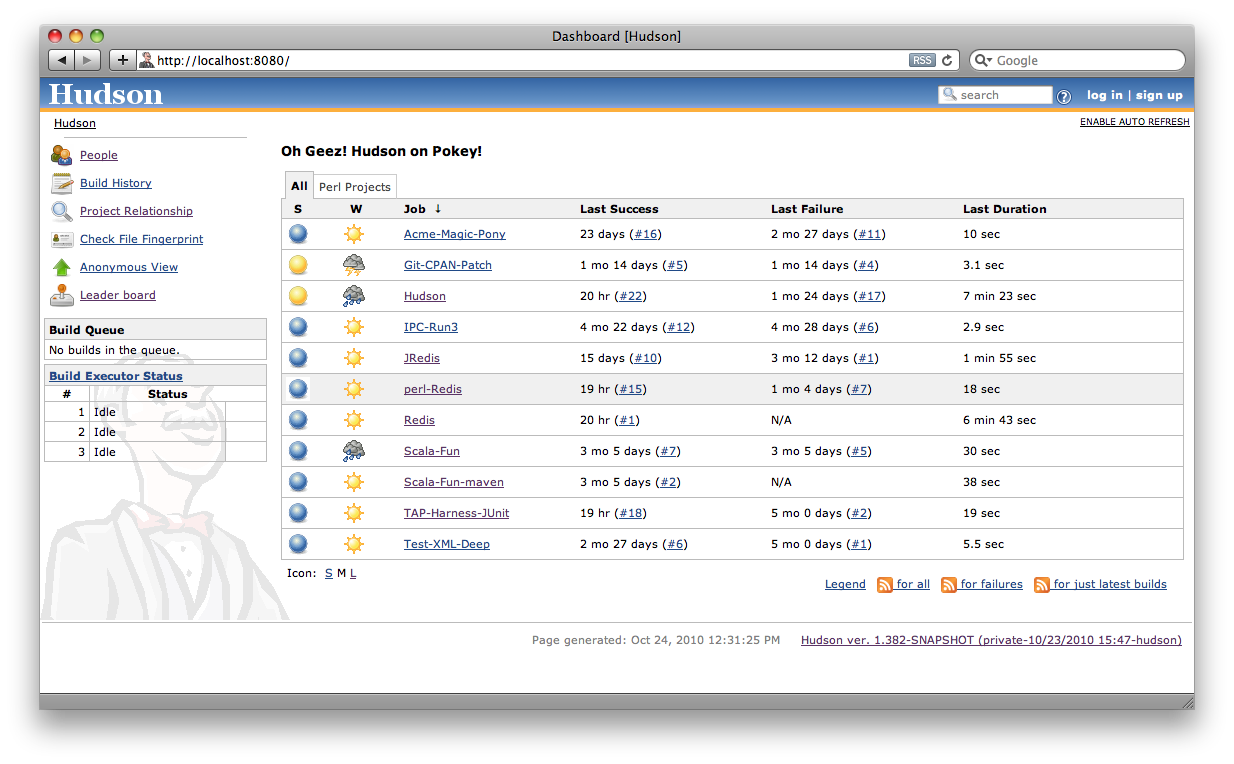 Dashboard [Hudson]
http://localhost:8080/ RSS Google
Hudson search log in | sign up
Hudson ENABLE AUTO REFRESH
People
Build History
Project Relationship
Check File Fingerprint
Anonymous View
Leader board
Build Queue
No builds in the queue.
Build Executor Status
# Status
1 Idle
2 Idle
3 Idle
Oh Geez! Hudson on Pokey!
All Perl Projects
S W Job ↓ Last Success Last Failure Last Duration
Acme-Magic-Pony 23 days (#16) 2 mo 27 days (#11) 10 sec
Git-CPAN-Patch 1 mo 14 days (#5) 1 mo 14 days (#4) 3.1 sec
Hudson 20 hr (#22) 1 mo 24 days (#17) 7 min 23 sec
IPC-Run3 4 mo 22 days (#12) 4 mo 28 days (#6) 2.9 sec
JRedis 15 days (#10) 3 mo 12 days (#1) 1 min 55 sec
perl-Redis 19 hr (#15) 1 mo 4 days (#7) 18 sec
Redis 20 hr (#1) N/A 6 min 43 sec
Scala-Fun 3 mo 5 days (#7) 3 mo 5 days (#5) 30 sec
Scala-Fun-maven 3 mo 5 days (#2) N/A 38 sec
TAP-Harness-JUnit 19 hr (#18) 5 mo 0 days (#2) 19 sec
Test-XML-Deep 2 mo 27 days (#6) 5 mo 0 days (#1) 5.5 sec
Icon: S M L
Legend for all for failures for just latest builds
Page generated: Oct 24, 2010 12:31:25 PM Hudson ver. 1.382-SNAPSHOT (private-10/23/2010 15:47-hudson)